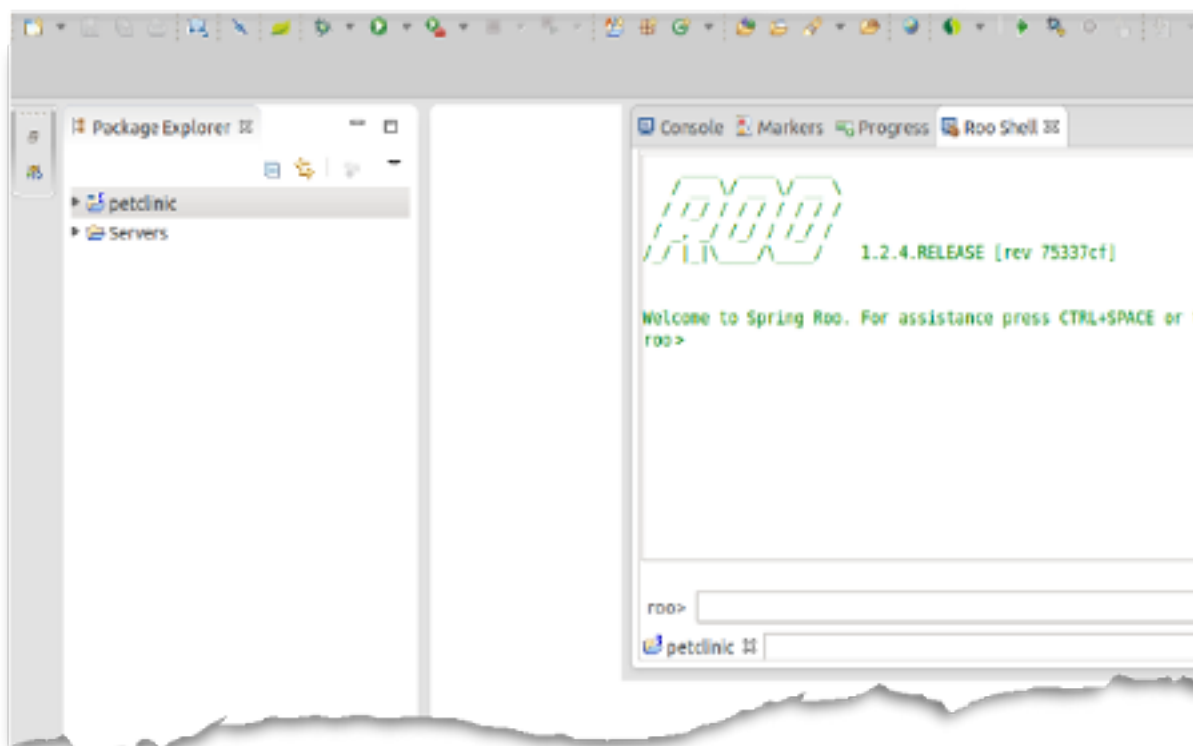 Package Explorer
petclinic
Servers
Console Markers Progress Roo Shell
1.2.4.RELEASE [rev 75337cf]
Welcome to Spring Roo. For assistance press CTRL+SPACE or
roo>
roo>
petclinic